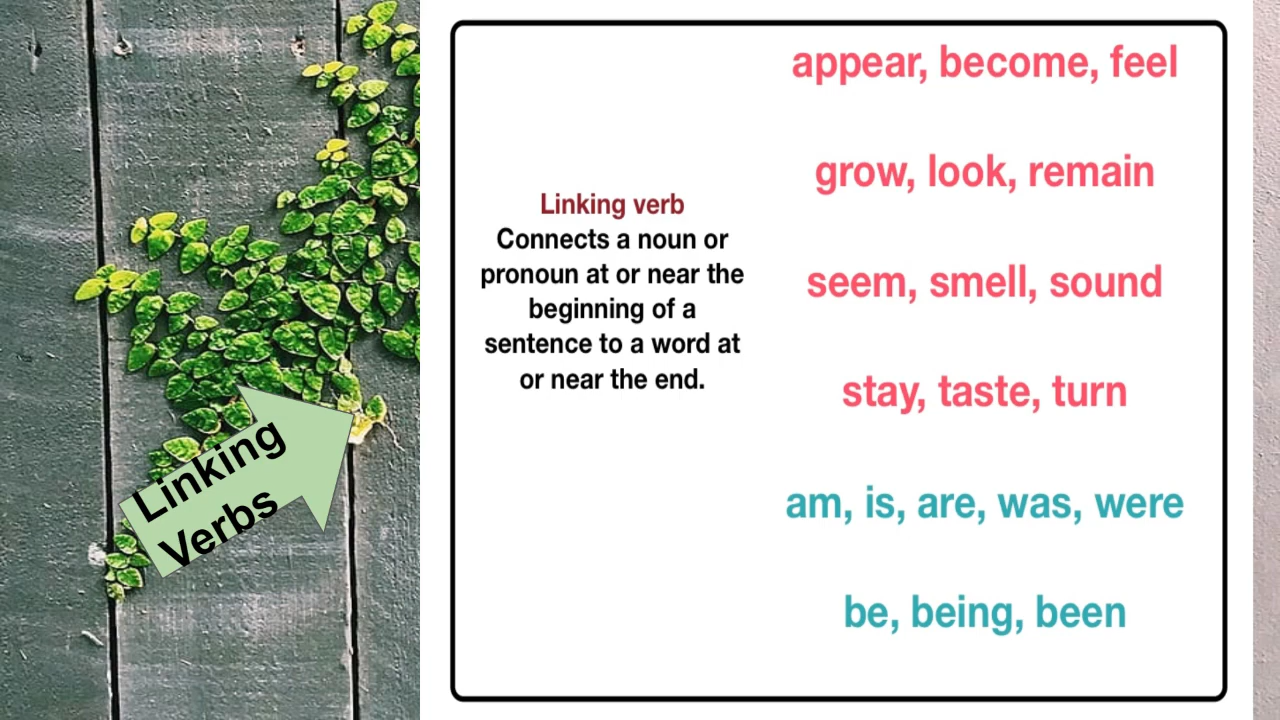 Linking
Verbs
Linking verb
Connects a noun or
pronoun at or near the
beginning of a
sentence to a word at
or near the end.
appear, become, feel
grow, look, remain
seem, smell, sound
stay, taste, turn
am, is, are, was, were
be, being, been